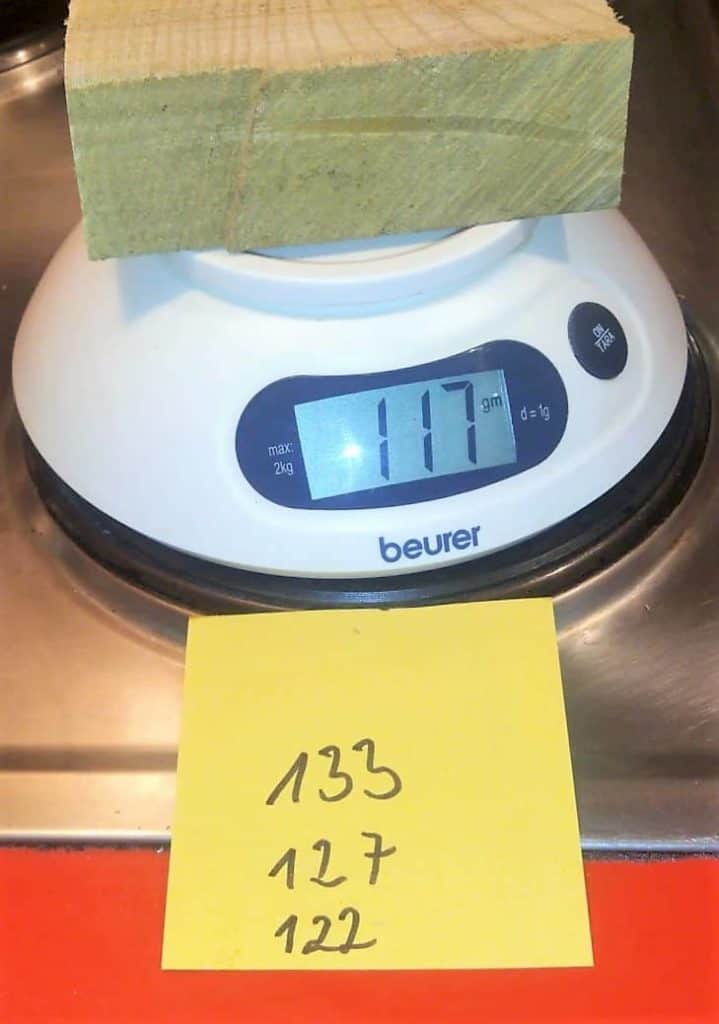 ON
TARA
117 gm
max:
2kg
d = 1g
beurer
133
127
122